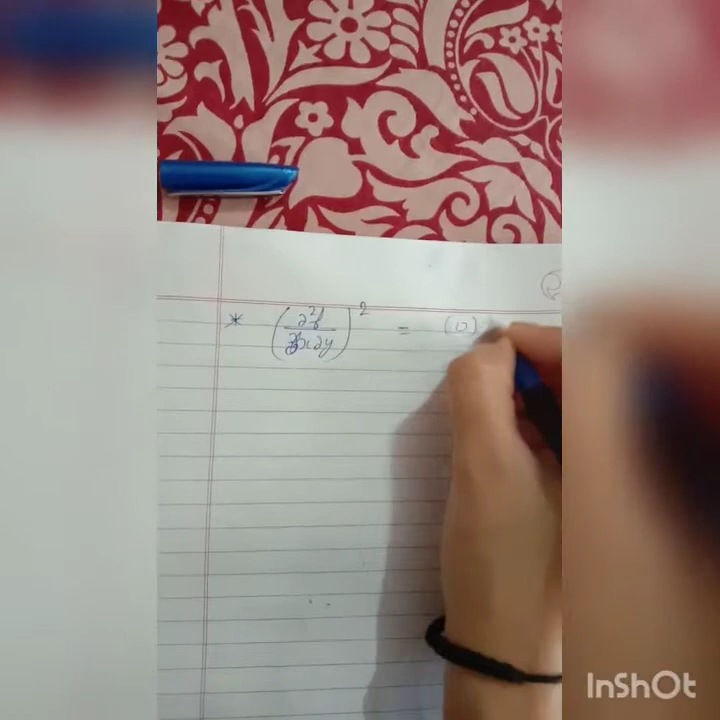 * (∂²f / ∂x∂y)² = (0)
InShOt